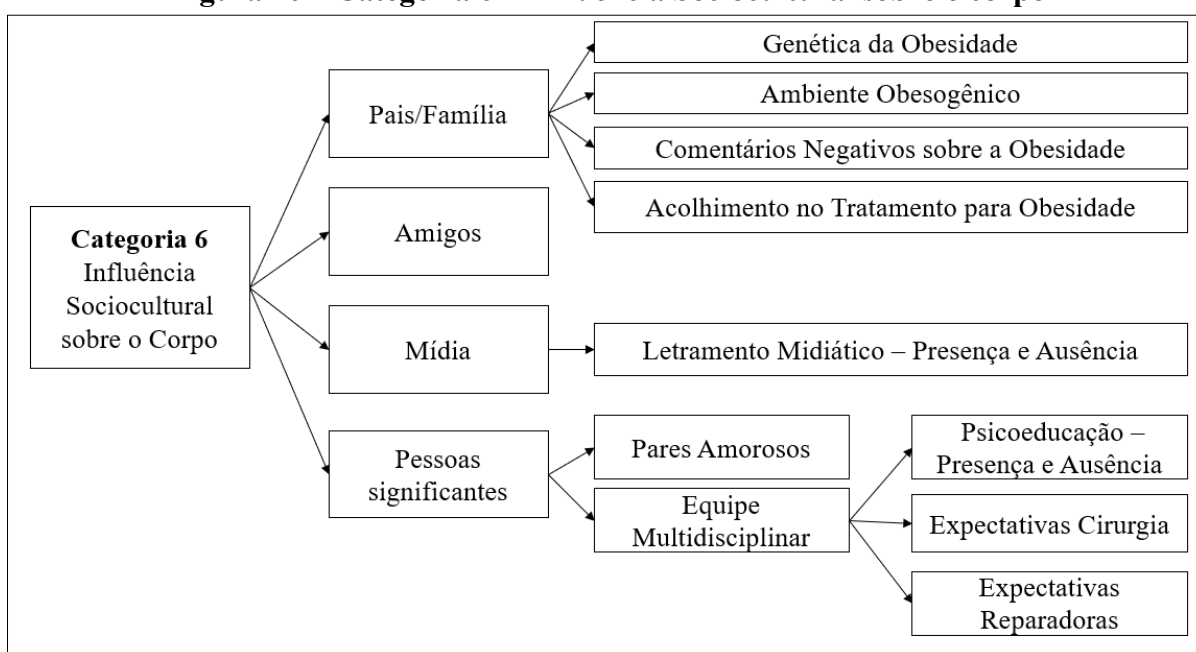 Pais/Família
Genética da Obesidade
Ambiente Obesogênico
Comentários Negativos sobre a Obesidade
Acolhimento no Tratamento para Obesidade
Categoria 6
Influência
Sociocultural
sobre o Corpo
Amigos
Mídia
Letramento Midiático – Presença e Ausência
Pessoas
significantes
Pares Amorosos
Equipe
Multidisciplinar
Psicoeducação –
Presença e Ausência
Expectativas Cirurgia
Expectativas
Reparadoras